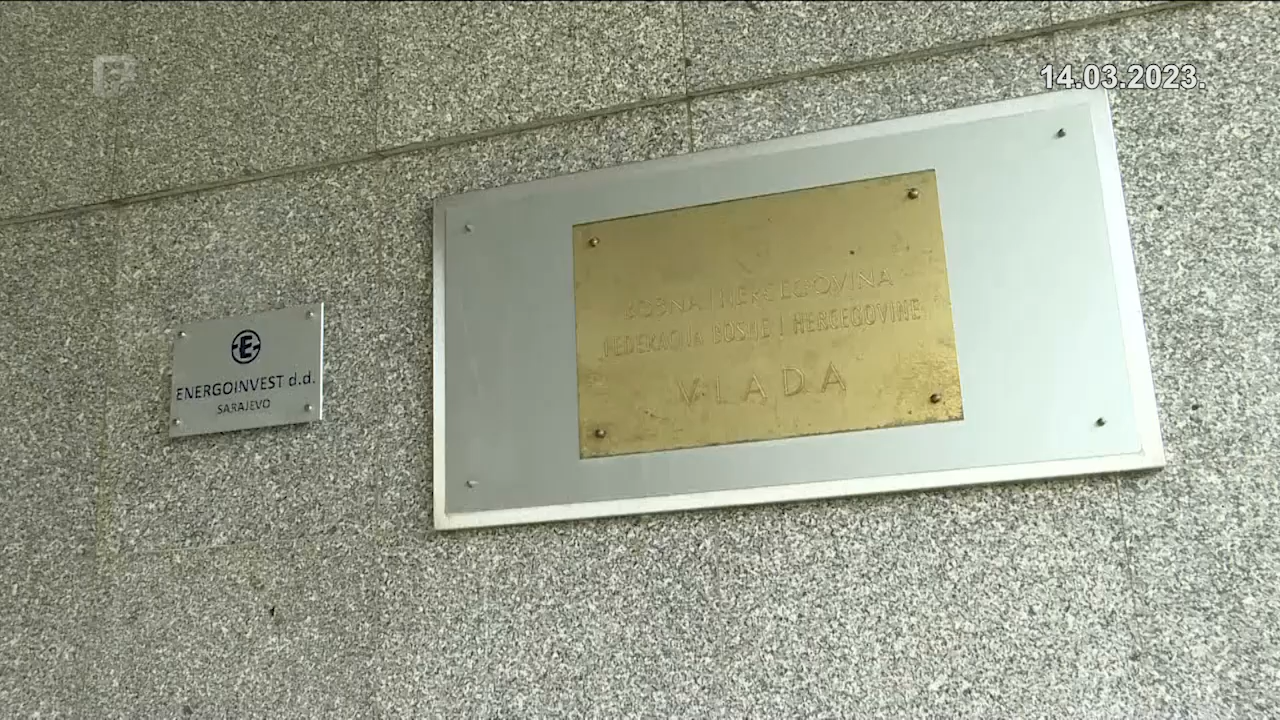 14.03.2023.
BOSNA I HERCEGOVINA
FEDERACIJA BOSNE I HERCEGOVINE
VLADA
E
ENERGOINVEST d.d.
SARAJEVO